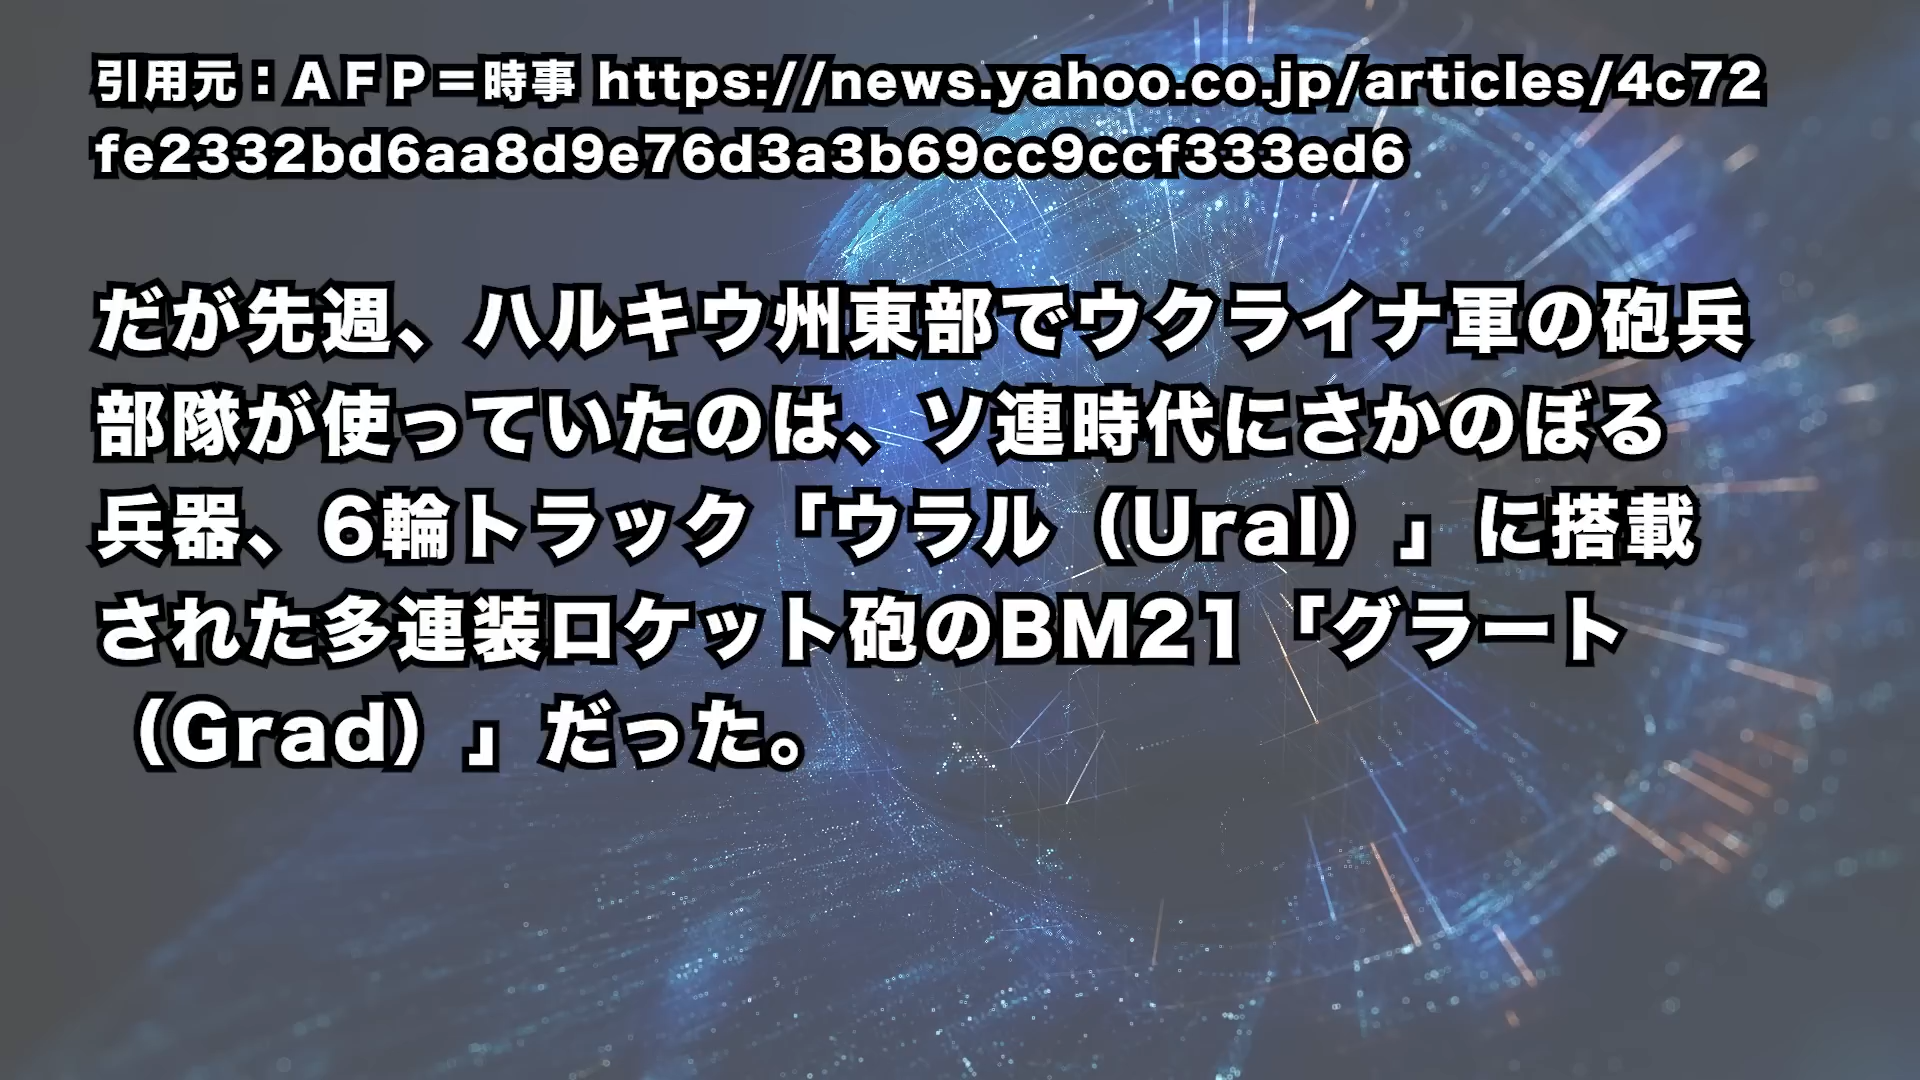 引用元：ＡＦＰ＝時事 https://news.yahoo.co.jp/articles/4c72
fe2332bd6aa8d9e76d3a3b69cc9ccf333ed6
だが先週、ハルキウ州東部でウクライナ軍の砲兵
部隊が使っていたのは、ソ連時代にさかのぼる
兵器、6輪トラック「ウラル（Ural）」に搭載
された多連装ロケット砲のBM21「グラート
（Grad）」だった。